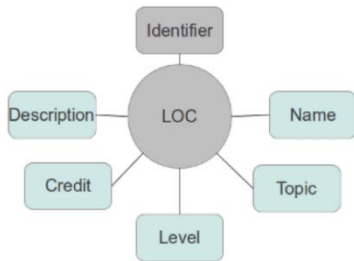 Identifier
Description
LOC
Name
Credit
Topic
Level